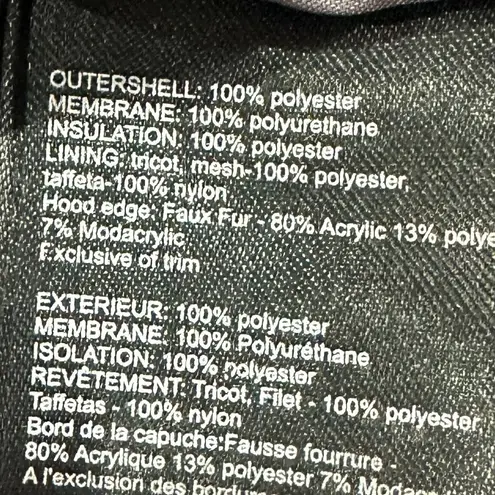 OUTERSHELL: 100% polyester
MEMBRANE: 100% polyurethane
INSULATION: 100% polyester
LINING: tricot, mesh-100% polyester,
taffeta-100% nylon
Hood edge: Faux Fur - 80% Acrylic 13% polye
7% Modacrylic
Exclusive of trim
EXTERIEUR: 100% polyester
MEMBRANE: 100% Polyuréthane
ISOLATION: 100% polyester
REVÊTEMENT: Tricot, Filet - 100% polyester,
Taffetas - 100% nylon
Bord de la capuche:Fausse fourrure -
80% Acrylique 13% polyester 7% Modac
A l'exclusion des bordure